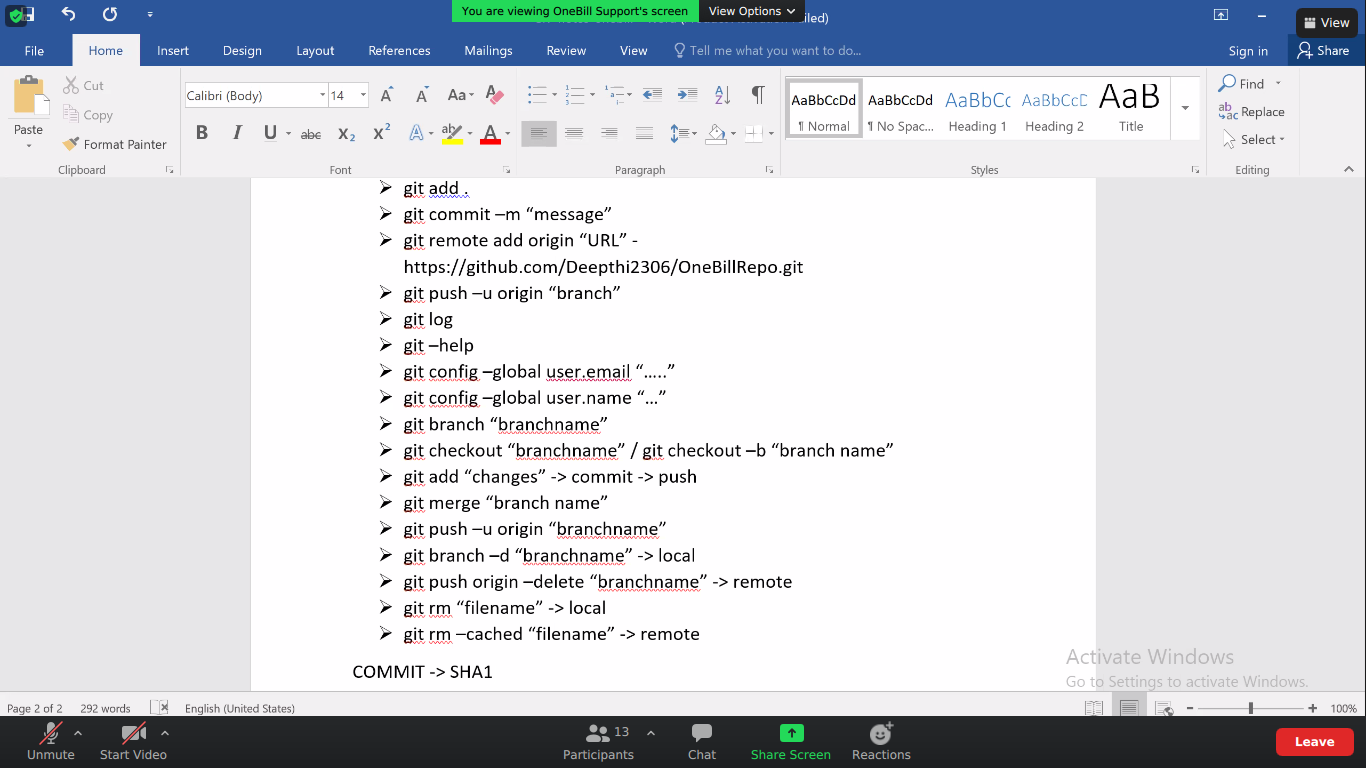 You are viewing OneBill Support's screen
View Options
View
File Home Insert Design Layout References Mailings Review View Tell me what you want to do... Sign in Share
Cut
Copy
Format Painter
Paste
Clipboard
Calibri (Body) 14
Font
Paragraph
AaBbCcDd AaBbCcDd AaBbCc AaBbCcD AaB
¶ Normal ¶ No Spac... Heading 1 Heading 2 Title
Styles
Find
Replace
Select
Editing
➢ git add .
➢ git commit –m “message”
➢ git remote add origin “URL” -
https://github.com/Deepthi2306/OneBillRepo.git
➢ git push –u origin “branch”
➢ git log
➢ git –help
➢ git config –global user.email “…..”
➢ git config –global user.name “…”
➢ git branch “branchname”
➢ git checkout “branchname” / git checkout –b “branch name”
➢ git add “changes” -> commit -> push
➢ git merge “branch name”
➢ git push –u origin “branchname”
➢ git branch –d “branchname” -> local
➢ git push origin –delete “branchname” -> remote
➢ git rm “filename” -> local
➢ git rm –cached “filename” -> remote
COMMIT -> SHA1
Activate Windows
Go to Settings to activate Windows.
Page 2 of 2 292 words English (United States) 100%
Unmute Start Video Participants 13 Chat Share Screen Reactions Leave